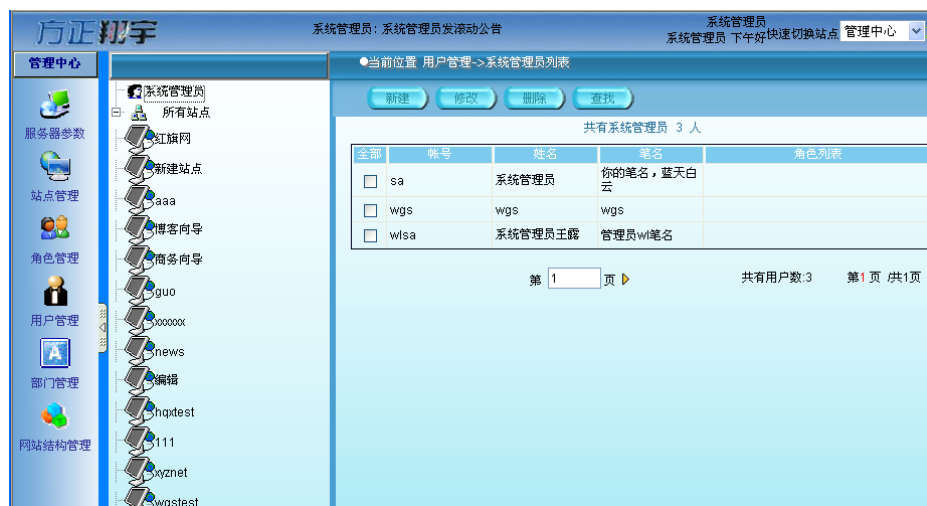 方正翔宇
系统管理员：系统管理员发滚动公告
系统管理员
系统管理员 下午好快速切换站点 管理中心
管理中心
●当前位置 用户管理->系统管理员列表
服务器参数
站点管理
角色管理
用户管理
部门管理
网站结构管理
系统管理员
所有站点
红旗网
新建站点
aaa
博客向导
商务向导
guo
xxxxxx
news
编辑
hqxtest
111
xyznet
wgstest
新建 修改 删除 查找
共有系统管理员 3 人
全部 帐号 姓名 笔名 角色列表
sa 系统管理员 你的笔名，蓝天白
云
wgs wgs wgs
wlsa 系统管理员王露 管理员wl笔名
第 1 页 共有用户数:3 第1 页 /共1页